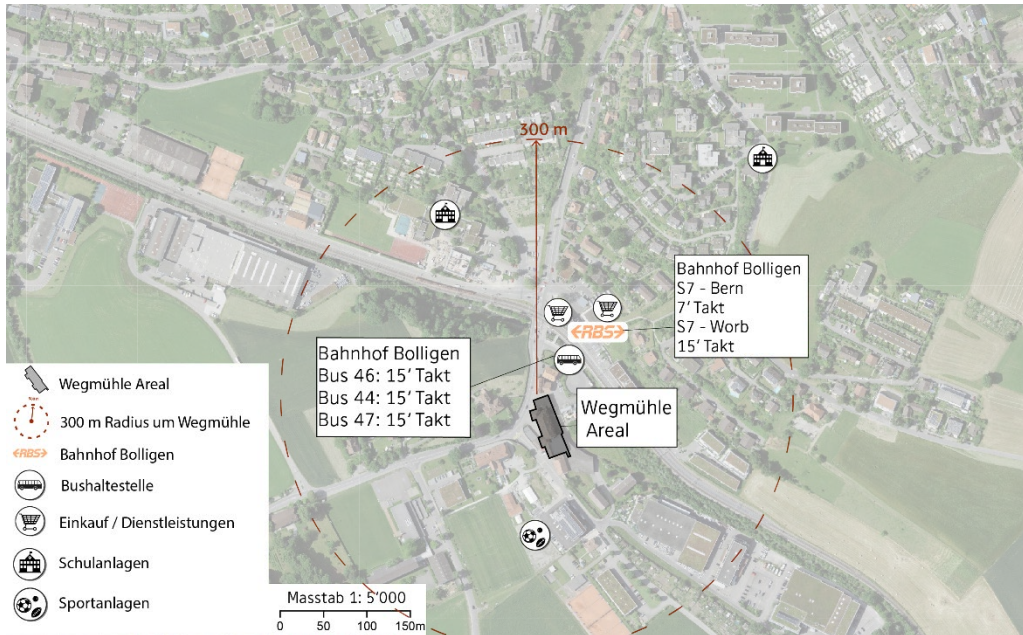 300 m
Bahnhof Bolligen
S7 - Bern
7’ Takt
S7 - Worb
15’ Takt
RBS
Bahnhof Bolligen
Bus 46: 15’ Takt
Bus 44: 15’ Takt
Bus 47: 15’ Takt
Wegmühle
Areal
Wegmühle Areal
300 m Radius um Wegmühle
RBS
Bahnhof Bolligen
Bushaltestelle
Einkauf / Dienstleistungen
Schulanlagen
Sportanlagen
Masstab 1: 5’000
0 50 100 150m